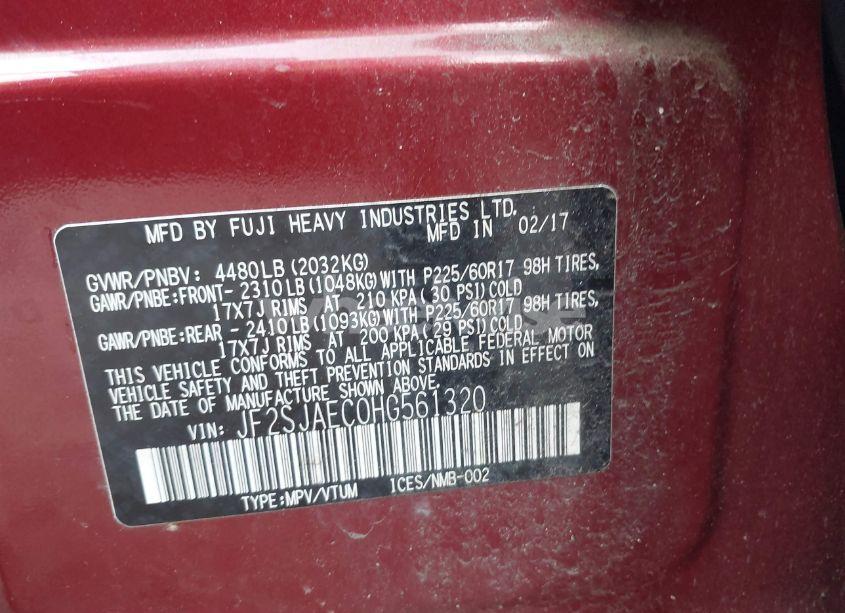 MFD BY FUJI HEAVY INDUSTRIES LTD.
MFD IN 02/17
GVWR/PNBV: 4480LB (2032KG)
GAWR/PNBE:FRONT- 2310LB (1048KG)WITH P225/60R17 98H TIRES,
17X7J RIMS AT 210 KPA(30 PSI)COLD
GAWR/PNBE:REAR - 2410LB(1093KG)WITH P225/60R17 98H TIRES,
17X7J RIMS AT 200 KPA(29 PSI)COLD.
THIS VEHICLE CONFORMS TO ALL APPLICABLE FEDERAL MOTOR
VEHICLE SAFETY AND THEFT PREVENTION STANDARDS IN EFFECT ON
THE DATE OF MANUFACTURE SHOWN ABOVE.
VIN: JF2SJAEC0HG561320
TYPE:MPV/VTUM ICES/NMB-002